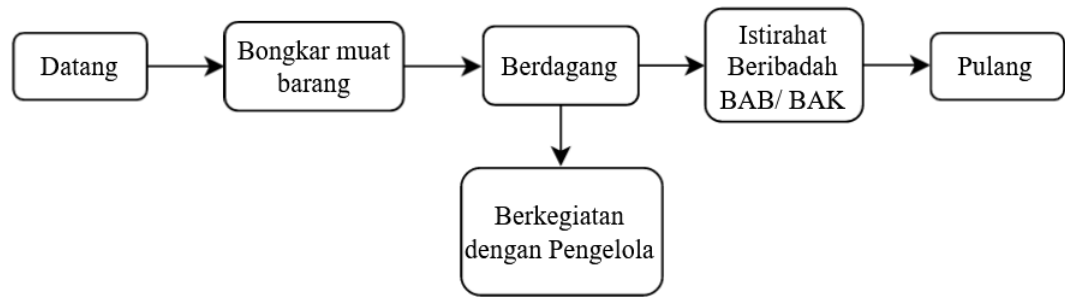 Datang
Bongkar muat
barang
Berdagang
Istirahat
Beribadah
BAB/ BAK
Pulang
Berkegiatan
dengan Pengelola